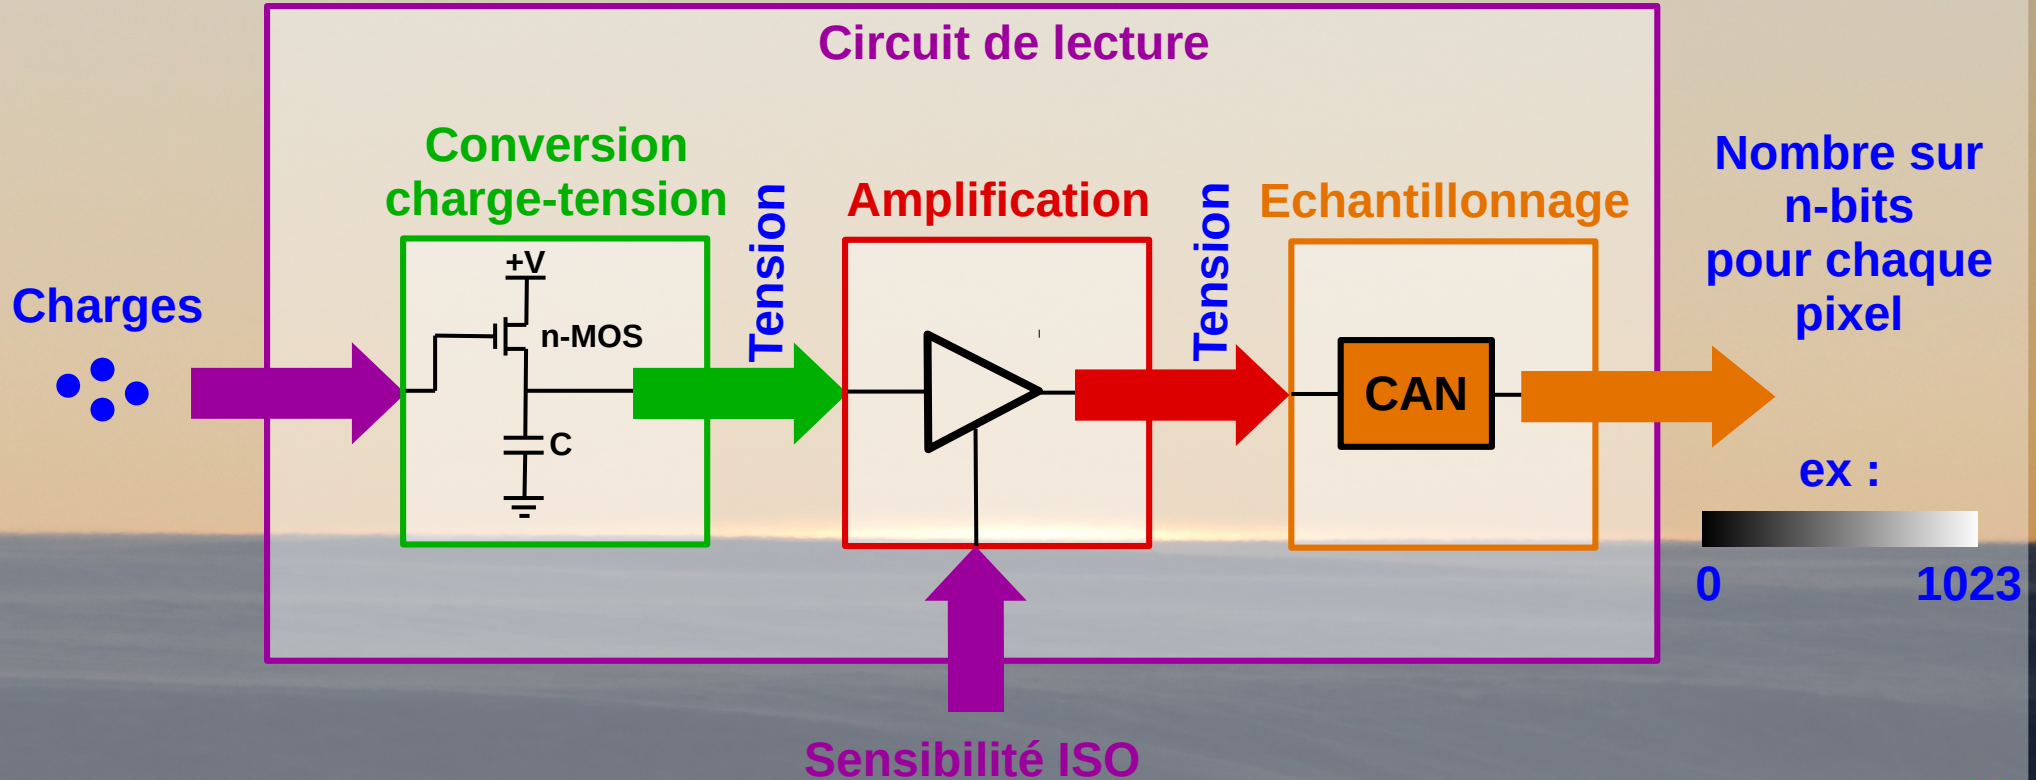 Circuit de lecture
Conversion
charge-tension
Tension
Amplification
Tension
Echantillonnage
Nombre sur
n-bits
pour chaque
pixel
Charges
+V
n-MOS
C
CAN
ex :
0
1023
Sensibilité ISO